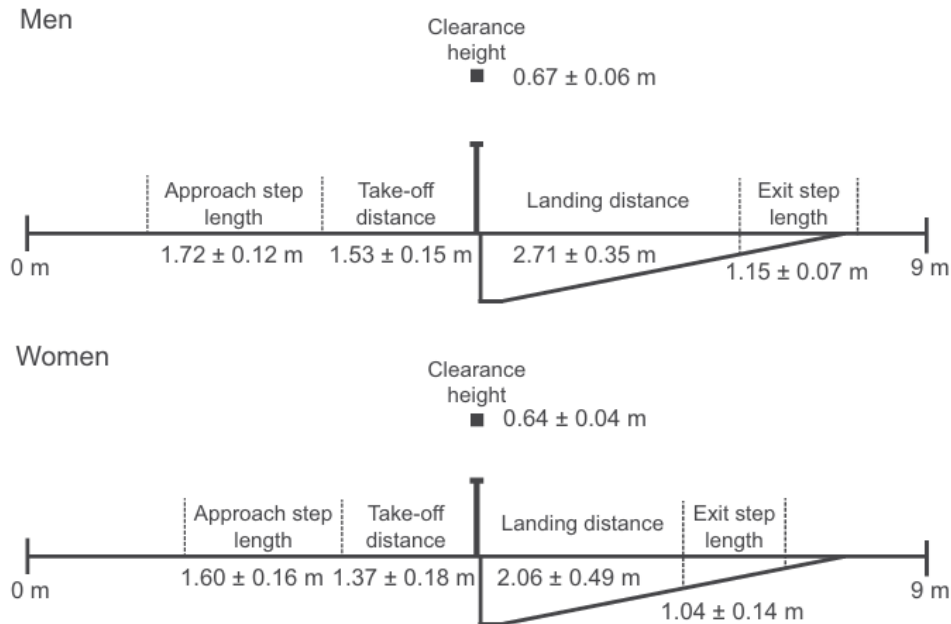 Men
Clearance
height
0.67 ± 0.06 m
Approach step
length
Take-off
distance
Landing distance
Exit step
length
0 m
1.72 ± 0.12 m
1.53 ± 0.15 m
2.71 ± 0.35 m
1.15 ± 0.07 m
9 m
Women
Clearance
height
0.64 ± 0.04 m
Approach step
length
Take-off
distance
Landing distance
Exit step
length
0 m
1.60 ± 0.16 m
1.37 ± 0.18 m
2.06 ± 0.49 m
1.04 ± 0.14 m
9 m